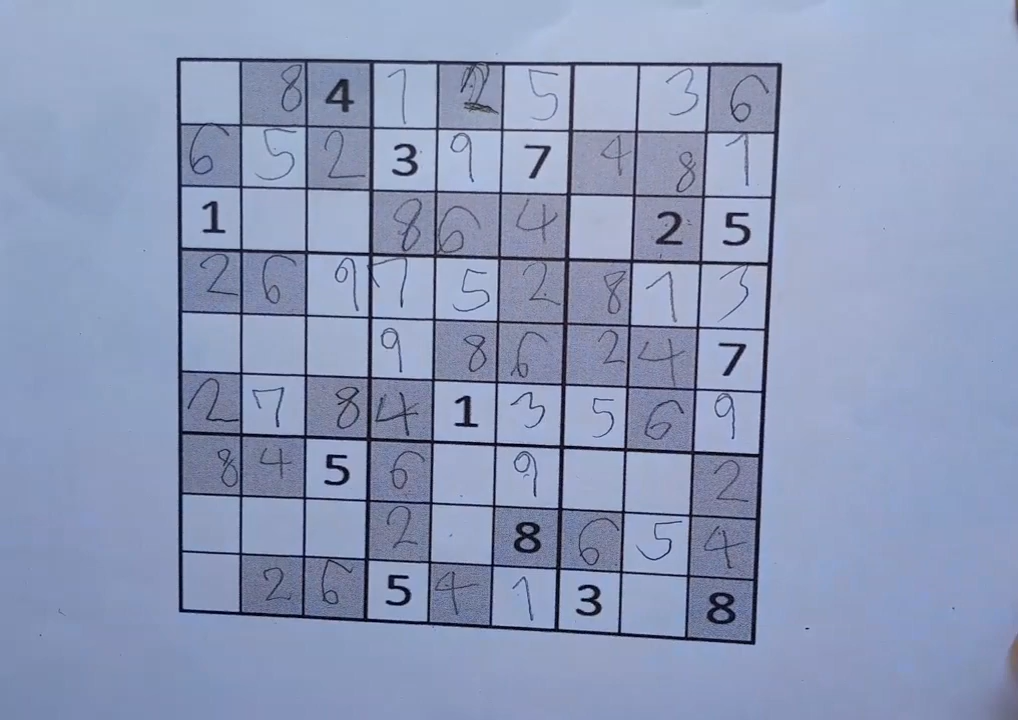 8 4 1 2 5 3 6
6 5 2 3 9 7 4 8 1
1 8 6 4 2 5
2 6 9 7 5 2 8 1 3
9 8 6 2 4 7
2 7 8 4 1 3 5 6 9
8 4 5 6 9 2
2 8 6 5 4
2 6 5 4 1 3 8